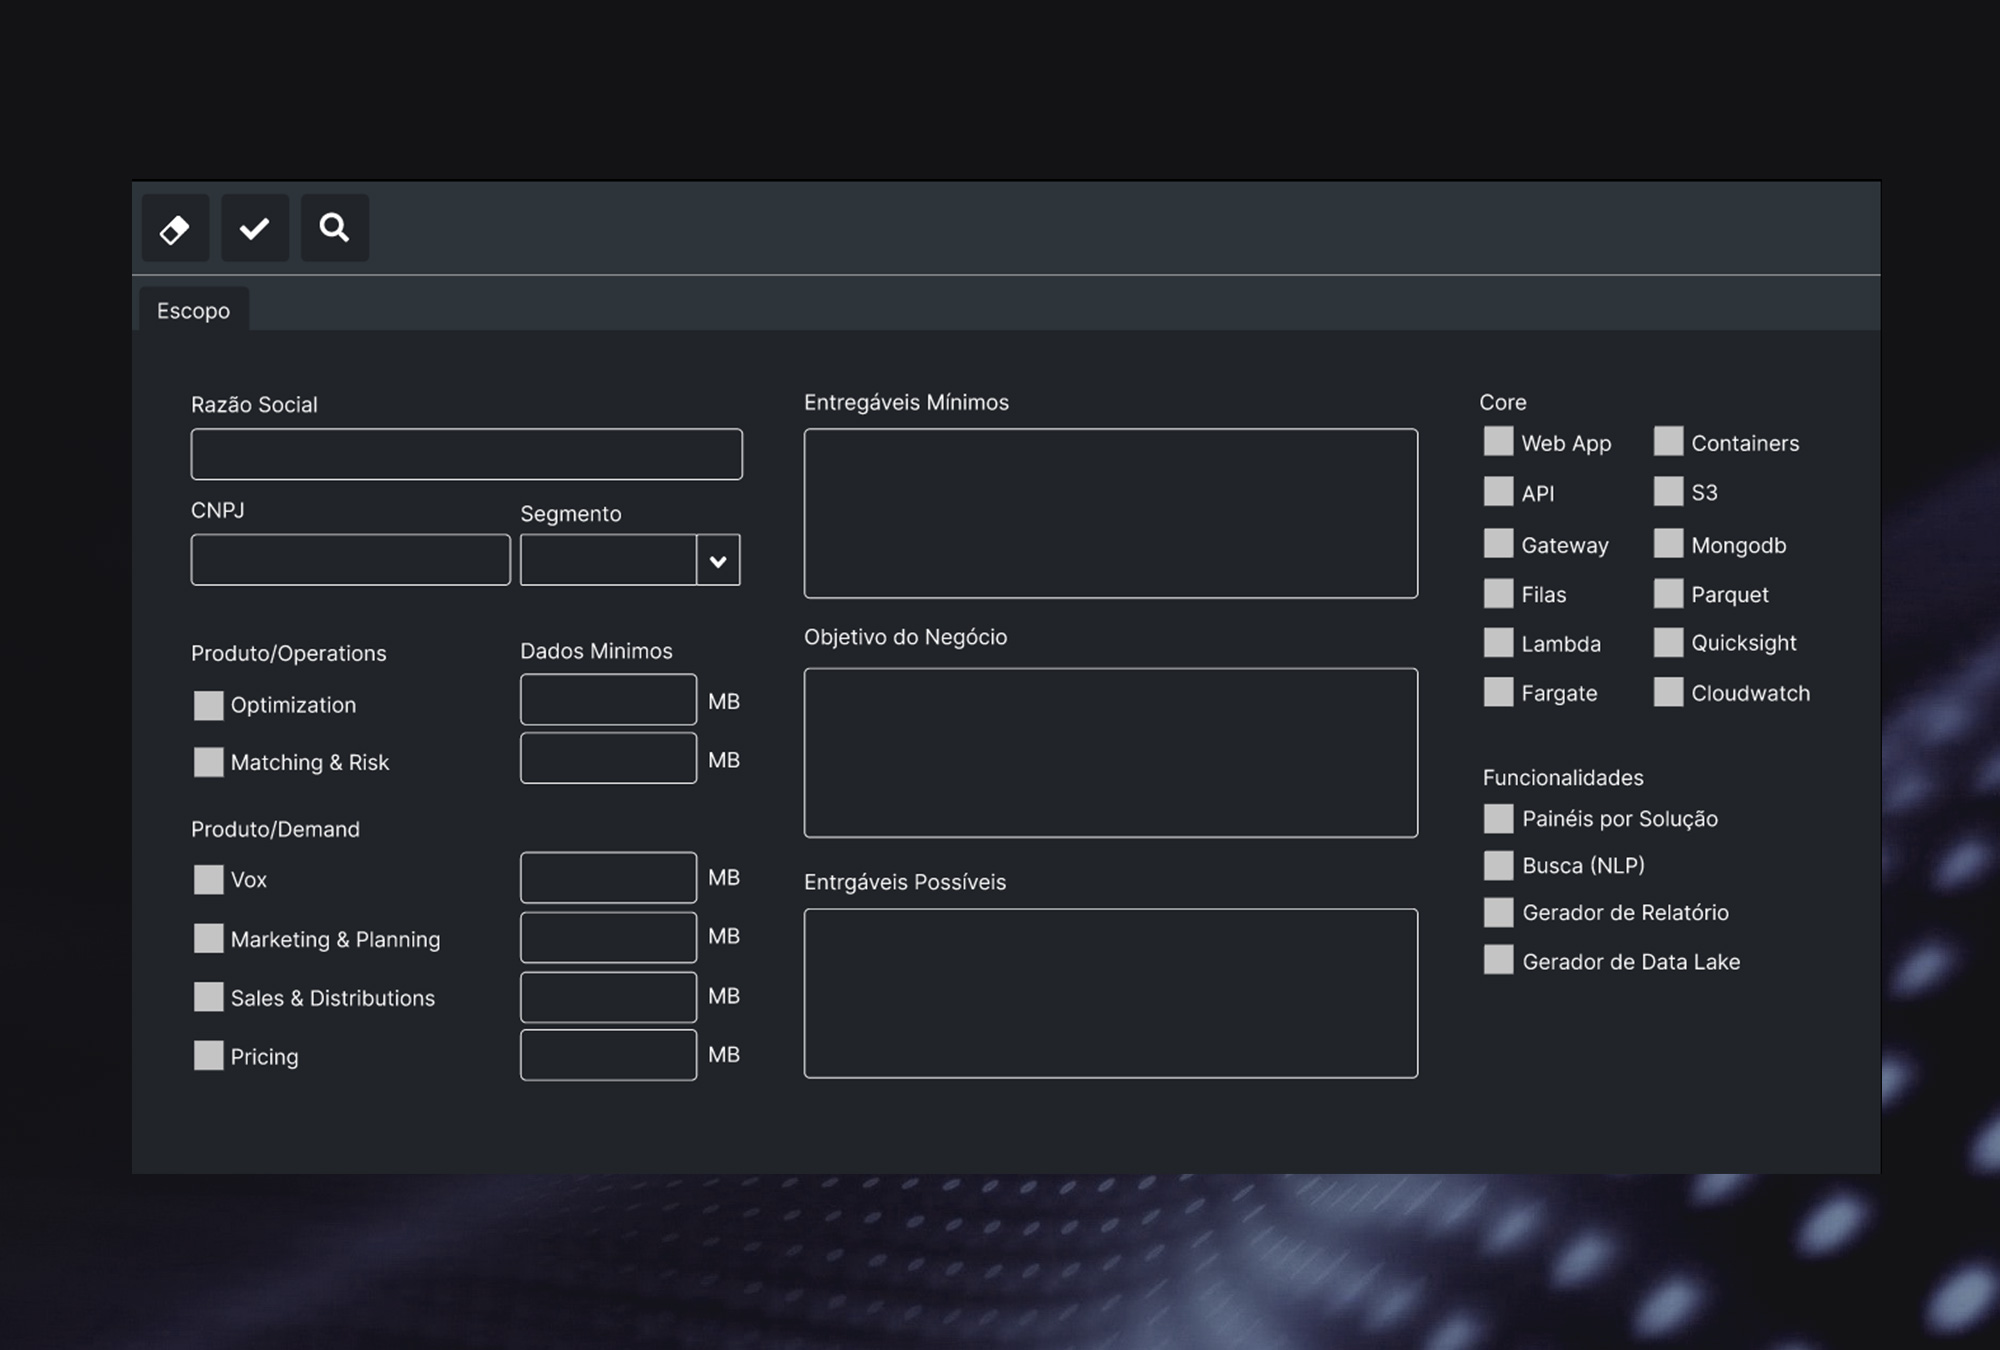 Escopo
Razão Social
CNPJ
Segmento
Produto/Operations
Dados Minimos
Optimization
MB
Matching & Risk
MB
Produto/Demand
Vox
MB
Marketing & Planning
MB
Sales & Distributions
MB
Pricing
MB
Entregáveis Mínimos
Objetivo do Negócio
Entrgáveis Possíveis
Core
Web App
Containers
API
S3
Gateway
Mongodb
Filas
Parquet
Lambda
Quicksight
Fargate
Cloudwatch
Funcionalidades
Painéis por Solução
Busca (NLP)
Gerador de Relatório
Gerador de Data Lake